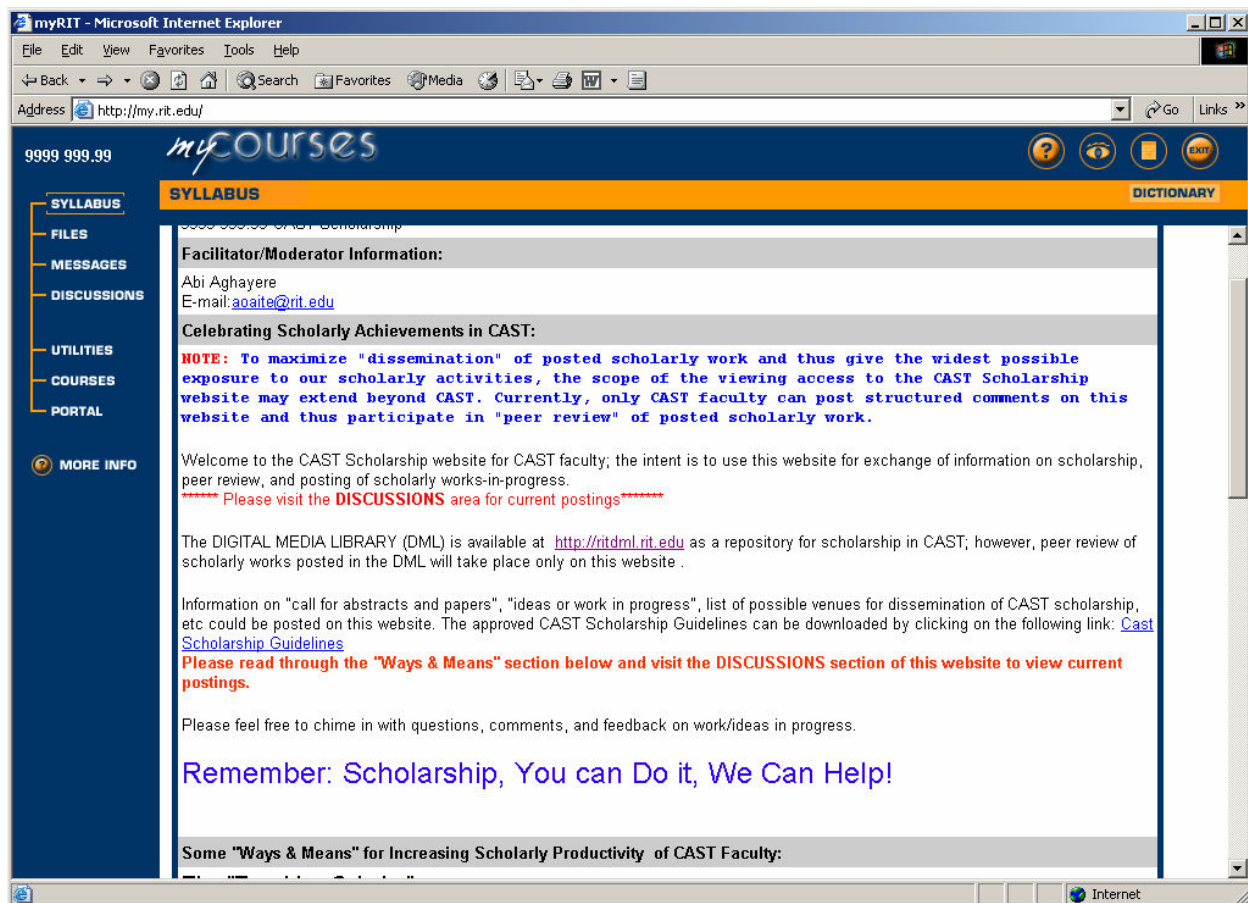 myRIT - Microsoft Internet Explorer
File Edit View Favorites Tools Help
Back Search Favorites Media
Address http://my.rit.edu/ Go Links »
9999 999.99 myCOURSES EXIT
SYLLABUS DICTIONARY
SYLLABUS
FILES
MESSAGES
DISCUSSIONS
UTILITIES
COURSES
PORTAL
MORE INFO
9999 999.99 CAST Scholarship
Facilitator/Moderator Information:
Abi Aghayere
E-mail:aoaite@rit.edu
Celebrating Scholarly Achievements in CAST:
NOTE: To maximize "dissemination" of posted scholarly work and thus give the widest possible
exposure to our scholarly activities, the scope of the viewing access to the CAST Scholarship
website may extend beyond CAST. Currently, only CAST faculty can post structured comments on this
website and thus participate in "peer review" of posted scholarly work.
Welcome to the CAST Scholarship website for CAST faculty; the intent is to use this website for exchange of information on scholarship,
peer review, and posting of scholarly works-in-progress.
****** Please visit the DISCUSSIONS area for current postings*******
The DIGITAL MEDIA LIBRARY (DML) is available at http://ritdml.rit.edu as a repository for scholarship in CAST; however, peer review of
scholarly works posted in the DML will take place only on this website .
Information on "call for abstracts and papers", "ideas or work in progress", list of possible venues for dissemination of CAST scholarship,
etc could be posted on this website. The approved CAST Scholarship Guidelines can be downloaded by clicking on the following link: Cast
Scholarship Guidelines
Please read through the "Ways & Means" section below and visit the DISCUSSIONS section of this website to view current
postings.
Please feel free to chime in with questions, comments, and feedback on work/ideas in progress.
Remember: Scholarship, You can Do it, We Can Help!
Some "Ways & Means" for Increasing Scholarly Productivity of CAST Faculty:
Internet